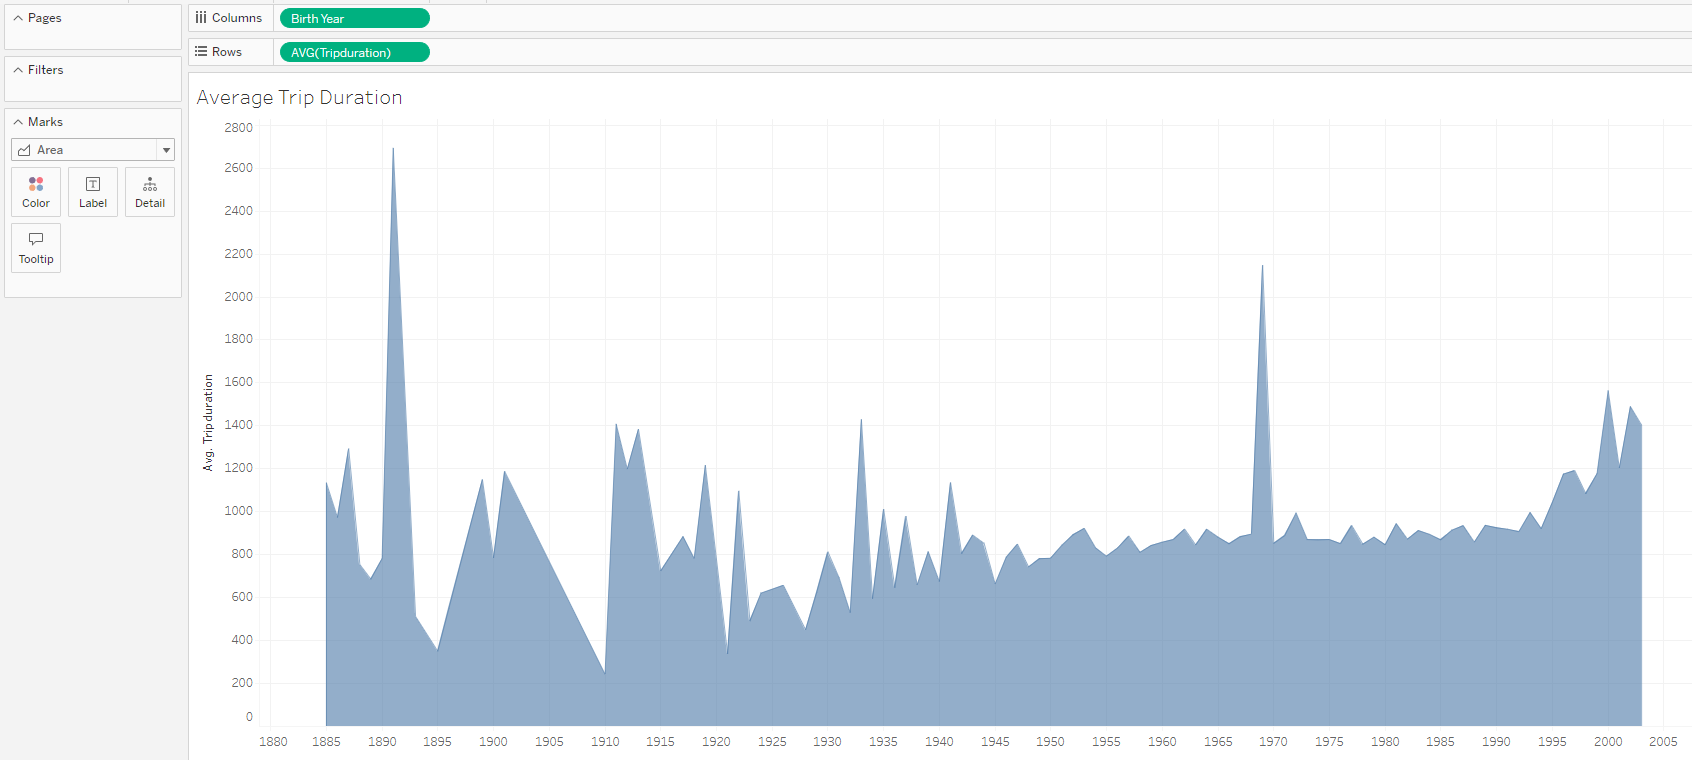 Pages
Columns
Birth Year
Rows
AVG(Tripduration)
Filters
Marks
Area
Color
Label
Detail
Tooltip
Average Trip Duration
Avg. Tripduration
2800
2600
2400
2200
2000
1800
1600
1400
1200
1000
800
600
400
200
0
1880 1885 1890 1895 1900 1905 1910 1915 1920 1925 1930 1935 1940 1945 1950 1955 1960 1965 1970 1975 1980 1985 1990 1995 2000 2005